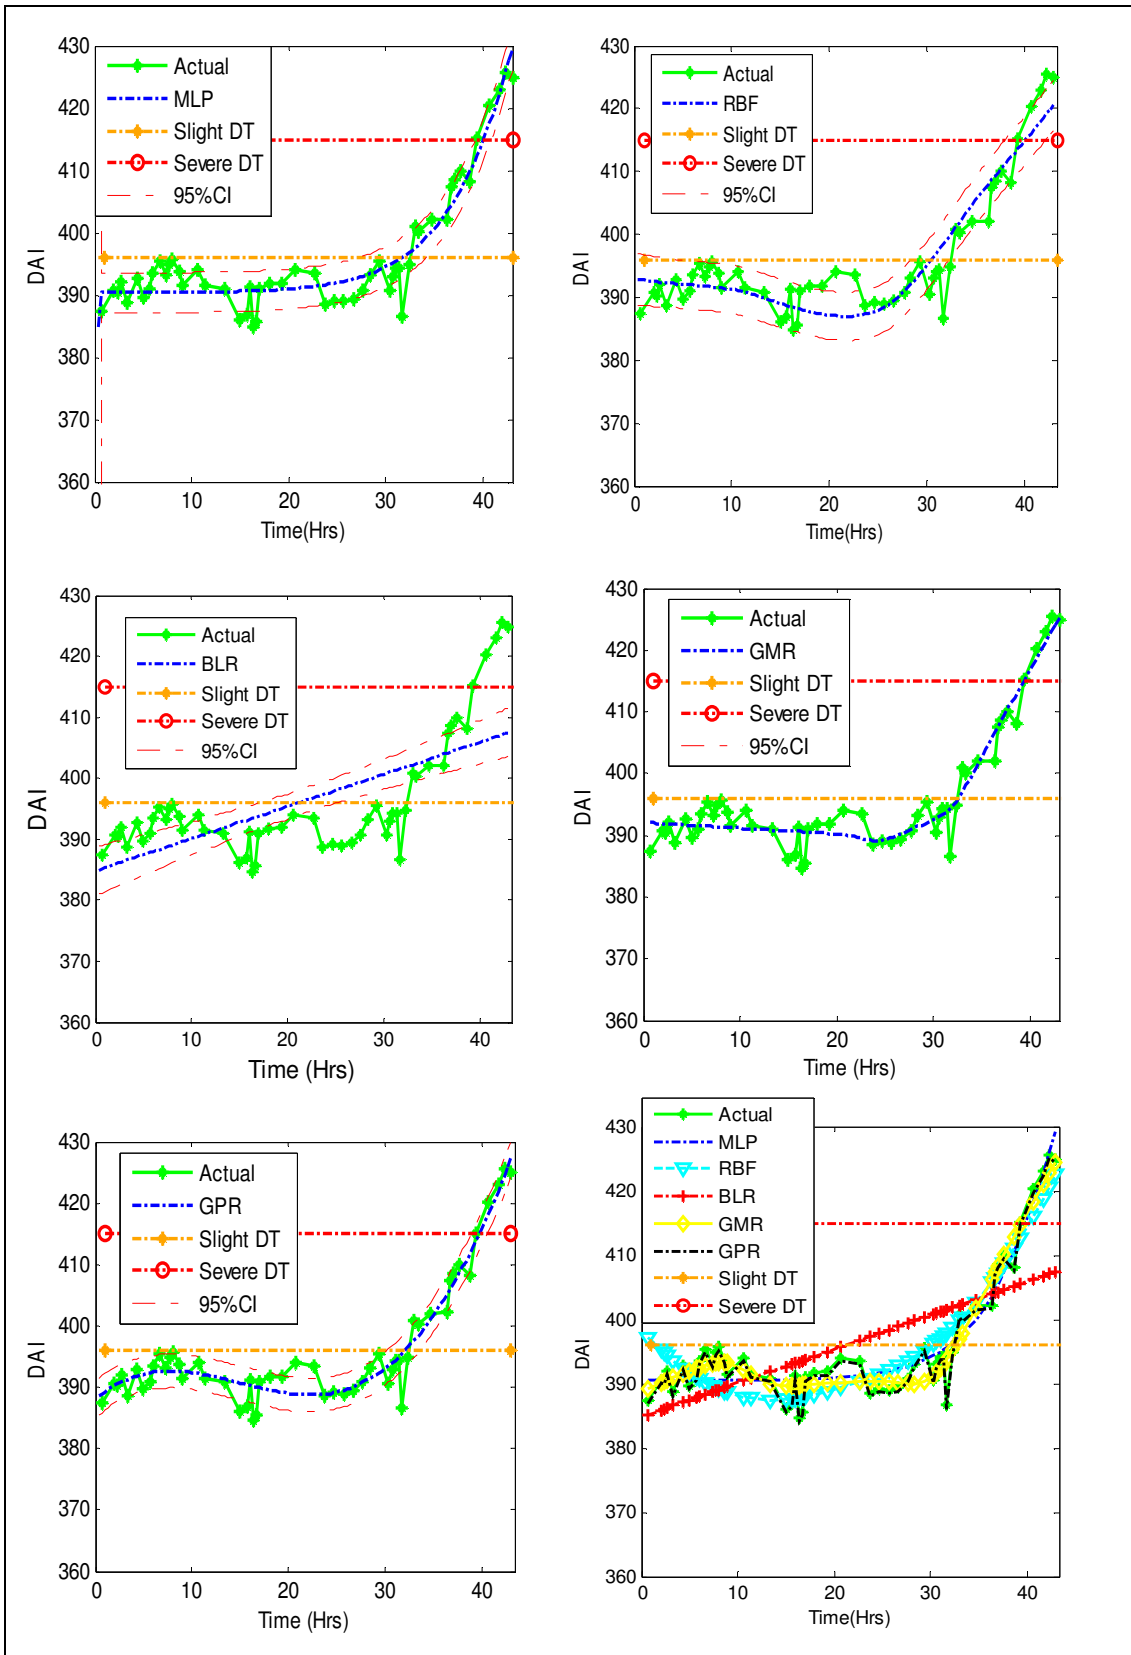 430
420
410
400
390
380
370
360
0
10
20
30
40
DAI
Time(Hrs)
Actual
MLP
Slight DT
Severe DT
95%CI
430
420
410
400
390
380
370
360
0
10
20
30
40
DAI
Time(Hrs)
Actual
RBF
Slight DT
Severe DT
95%CI
430
420
410
400
390
380
370
360
0
10
20
30
40
DAI
Time (Hrs)
Actual
BLR
Slight DT
Severe DT
95%CI
430
420
410
400
390
380
370
360
0
10
20
30
40
DAI
Time (Hrs)
Actual
GMR
Slight DT
Severe DT
95%CI
430
420
410
400
390
380
370
360
0
10
20
30
40
DAI
Time (Hrs)
Actual
GPR
Slight DT
Severe DT
95%CI
430
420
410
400
390
380
360
0
10
20
30
40
DAI
Time(Hrs)
Actual
MLP
RBF
BLR
GMR
GPR
Slight DT
Severe DT